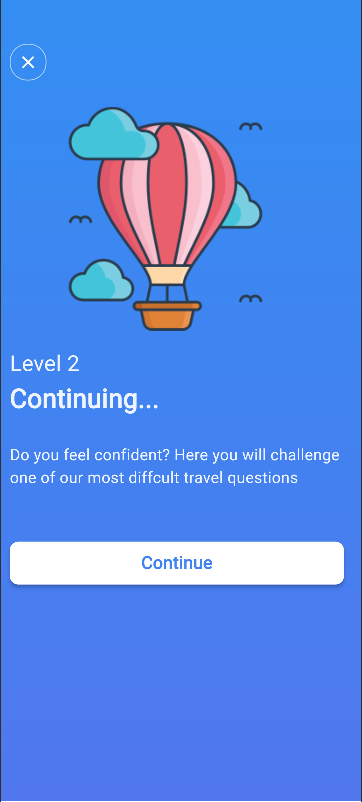 Level 2
Continuing...
Do you feel confident? Here you will challenge
one of our most diffcult travel questions
Continue